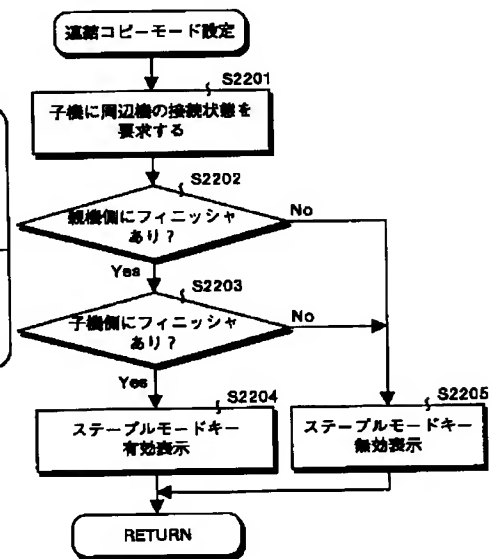 連結コピーモード設定
S2201
子機に周辺機の接続状態を
要求する
S2202
親機側にフィニッシャ
あり？
No
Yes
S2203
子機側にフィニッシャ
あり？
No
Yes
S2204
ステープルモードキー
有効表示
S2205
ステープルモードキー
無効表示
RETURN